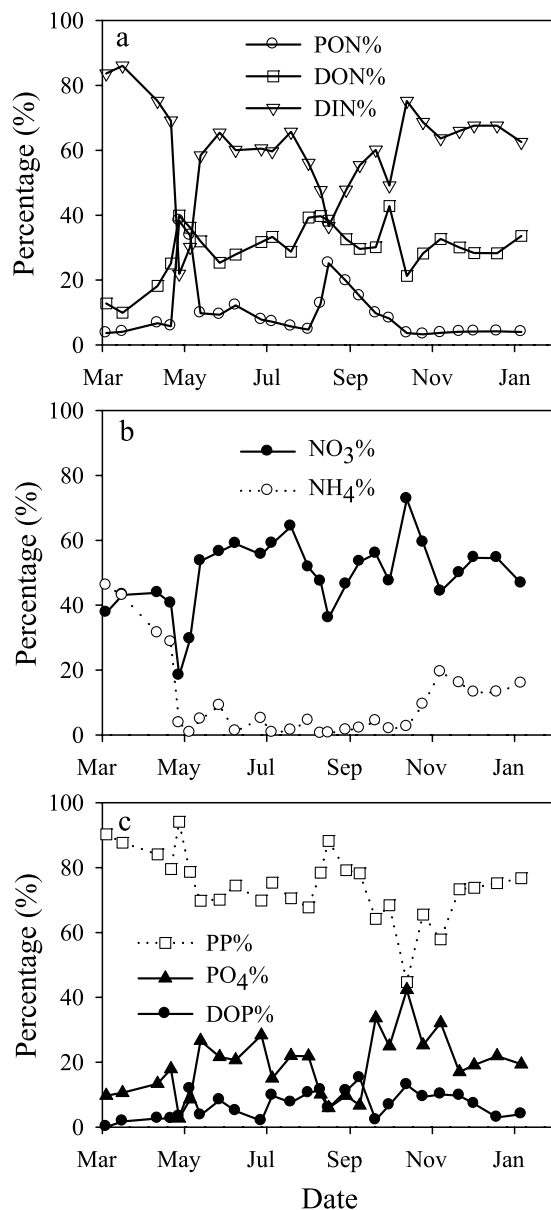 100
a
PON%
80
DON%
DIN%
60
Percentage (%)
40
20
0
Mar May Jul Sep Nov Jan
100
b
NO3%
80
NH4%
60
Percentage (%)
40
20
0
Mar May Jul Sep Nov Jan
100
c
80
60
PP%
Percentage (%)
PO4%
40
DOP%
20
0
Mar May Jul Sep Nov Jan
Date